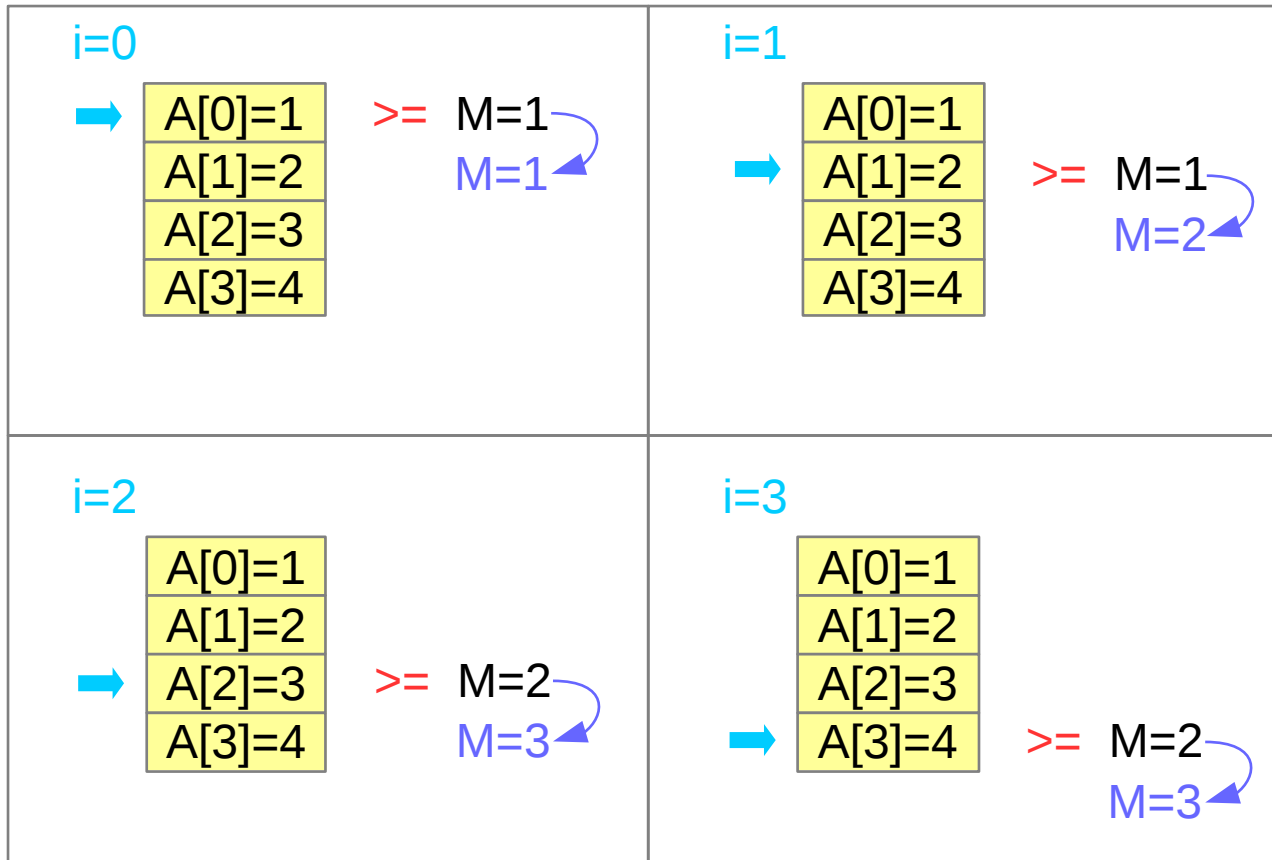 i=0
A[0]=1 >= M=1
A[1]=2 M=1
A[2]=3
A[3]=4
i=1
A[0]=1
A[1]=2 >= M=1
A[2]=3 M=2
A[3]=4
i=2
A[0]=1
A[1]=2
A[2]=3 >= M=2
A[3]=4 M=3
i=3
A[0]=1
A[1]=2
A[2]=3
A[3]=4 >= M=2
M=3